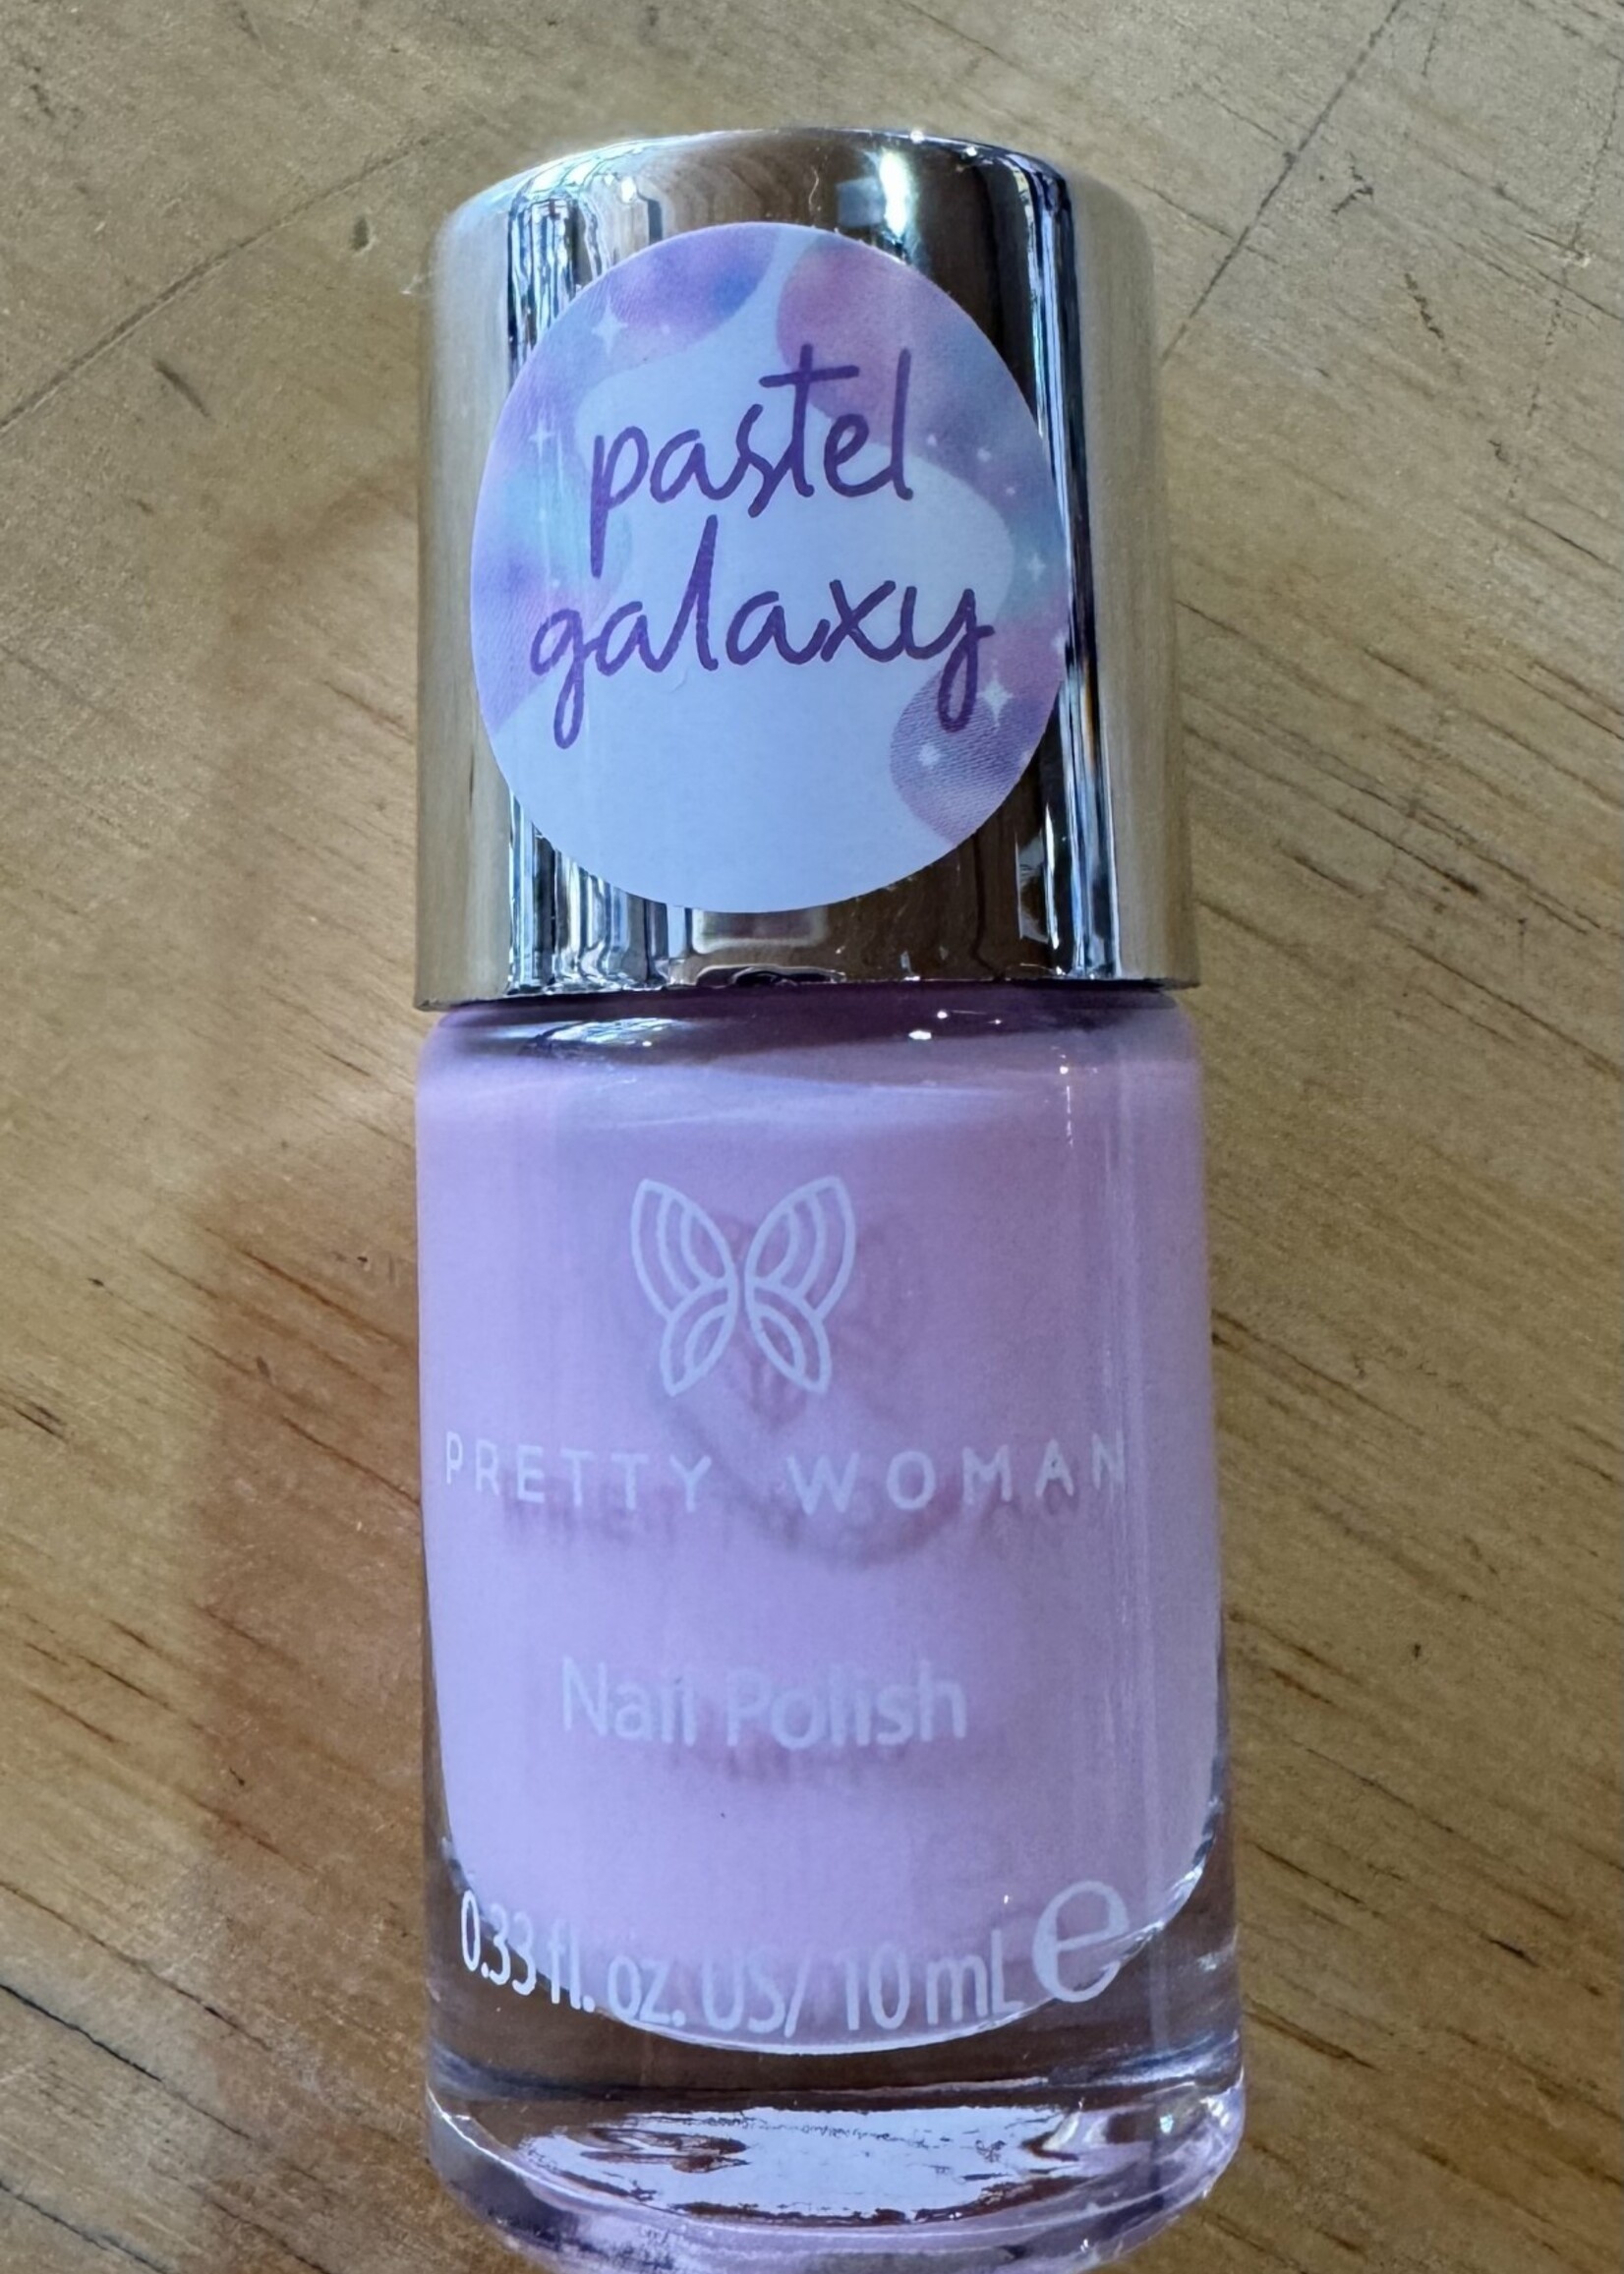 pastel
galaxy
PRETTY WOMAN
Nail Polish
0.33 fl. oz. US/ 10 mL e